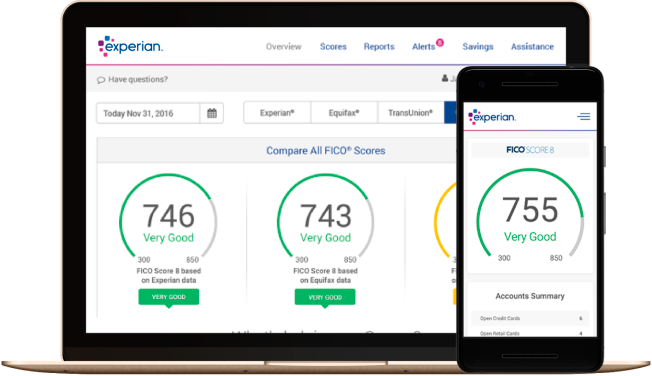 experian.
Overview Scores Reports Alerts 8 Savings Assistance
Have questions?
Today Nov 31, 2016 Experian® Equifax® TransUnion®
Compare All FICO® Scores
746 743
Very Good Very Good
300 850 300 850
FICO Score 8 based FICO Score 8 based
on Experian data on Equifax data
VERY GOOD VERY GOOD
experian.
FICO® SCORE 8
755
Very Good
300 850
Accounts Summary
Open Credit Cards 6
Open Retail Cards 4